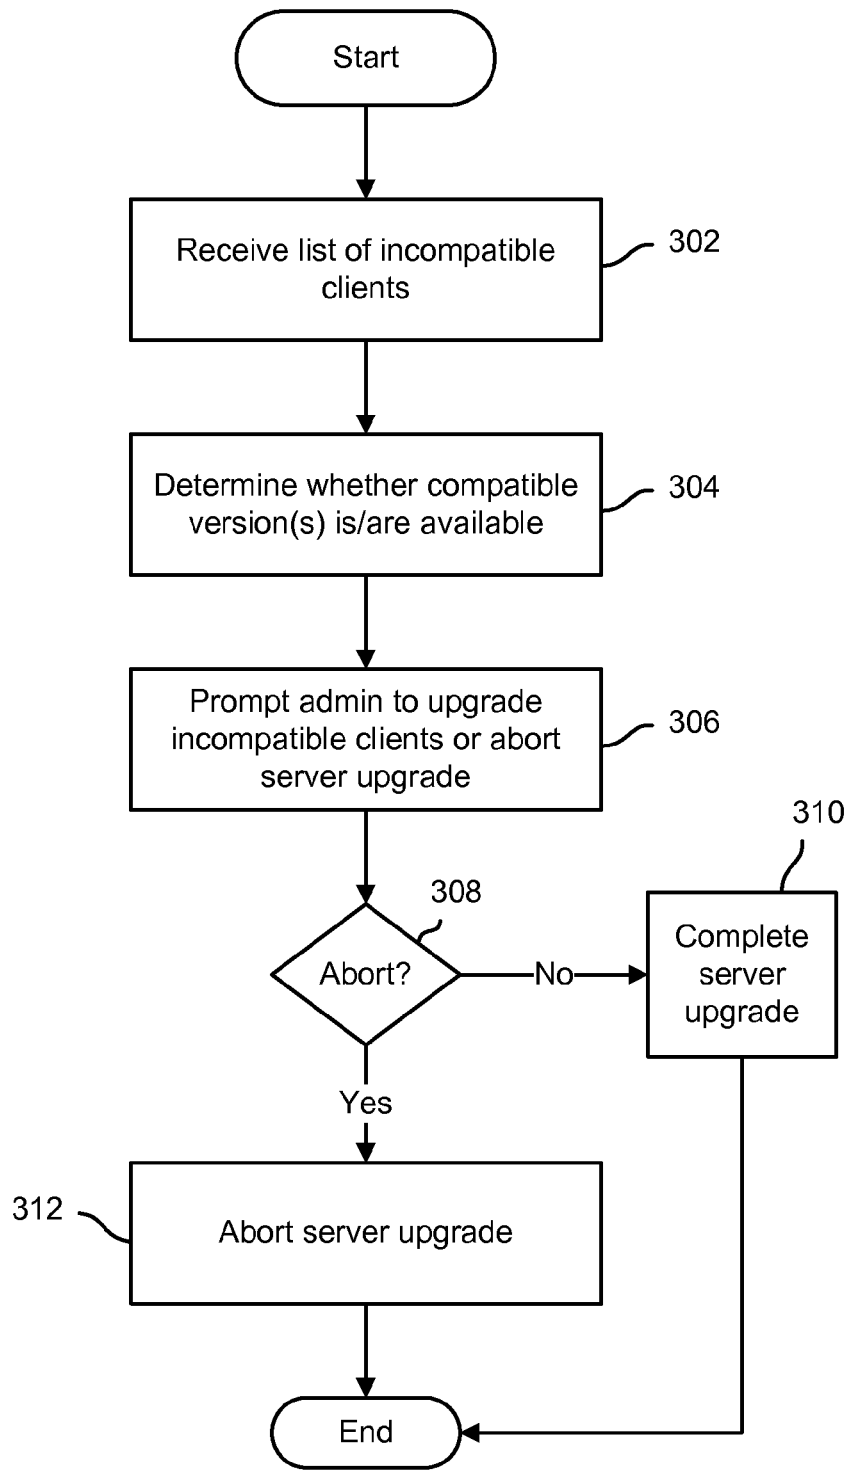 Start
Receive list of incompatible
clients
302
Determine whether compatible
version(s) is/are available
304
Prompt admin to upgrade
incompatible clients or abort
server upgrade
306
310
308
Abort?
No
Complete
server
upgrade
Yes
312
Abort server upgrade
End